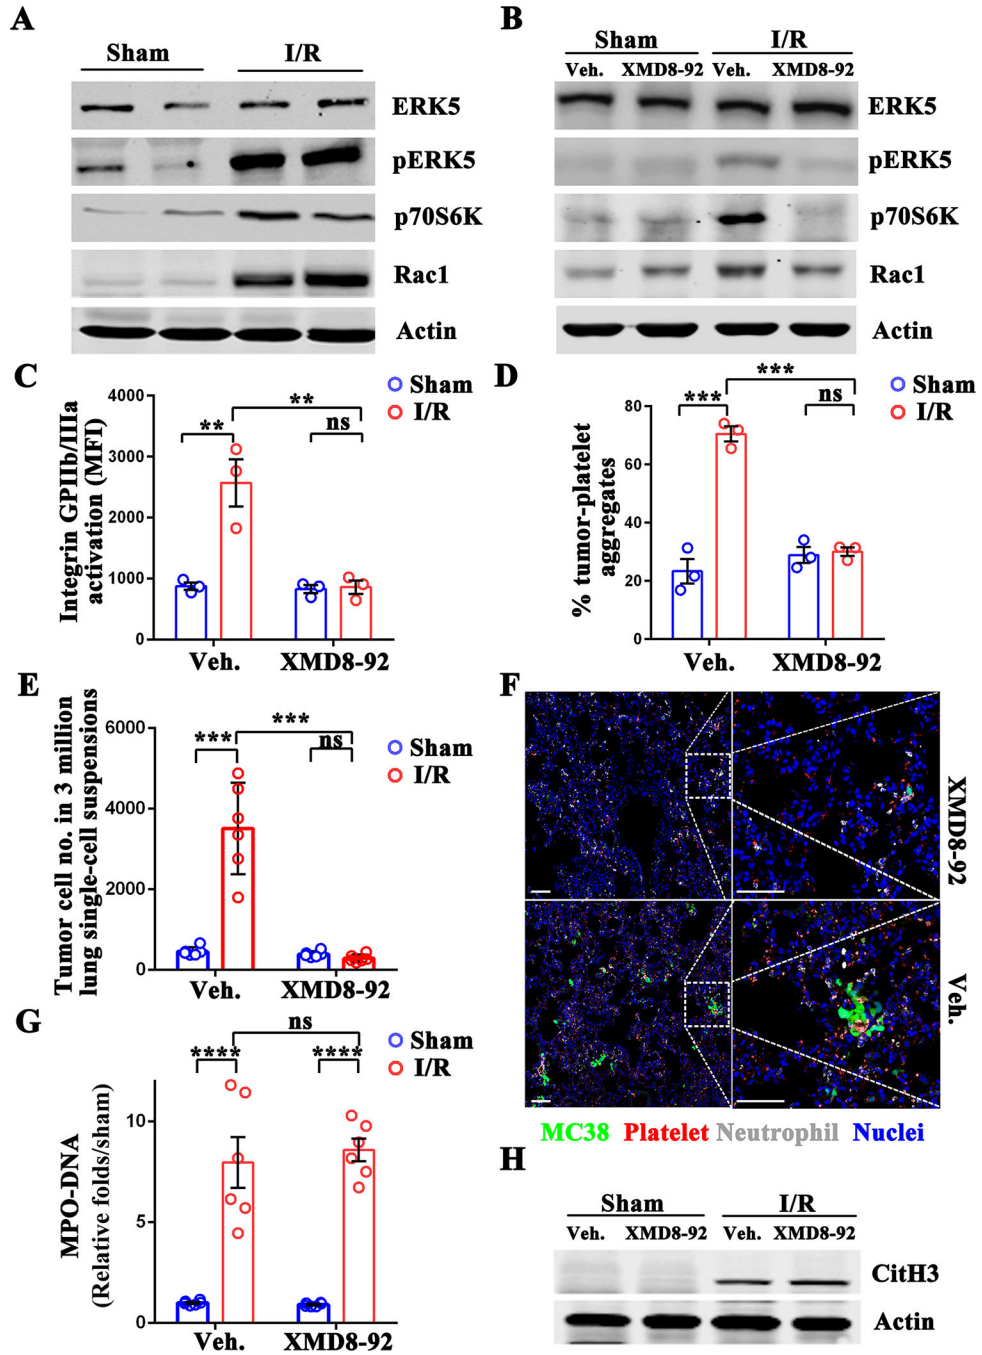 A
Sham I/R
ERK5
pERK5
p70S6K
Rac1
Actin
B
Sham I/R
Veh. XMD8-92 Veh. XMD8-92
ERK5
pERK5
p70S6K
Rac1
Actin
C
Sham
I/R
Integrin GPIIb/IIIa
activation (MFI)
4000
3000
2000
1000
0
**
**
ns
Veh. XMD8-92
D
Sham
I/R
% tumor-platelet
aggregates
80
60
40
20
0
***
***
ns
Veh. XMD8-92
E
Sham
I/R
Tumor cell no. in 3 million
lung single-cell suspensions
6000
4000
2000
0
***
***
ns
Veh. XMD8-92
F
XMD8-92
Veh.
MC38 Platelet Neutrophil Nuclei
G
Sham
I/R
MPO-DNA
(Relative folds/sham)
10
5
0
ns
**** ****
Veh. XMD8-92
H
Sham I/R
Veh. XMD8-92 Veh. XMD8-92
CitH3
Actin